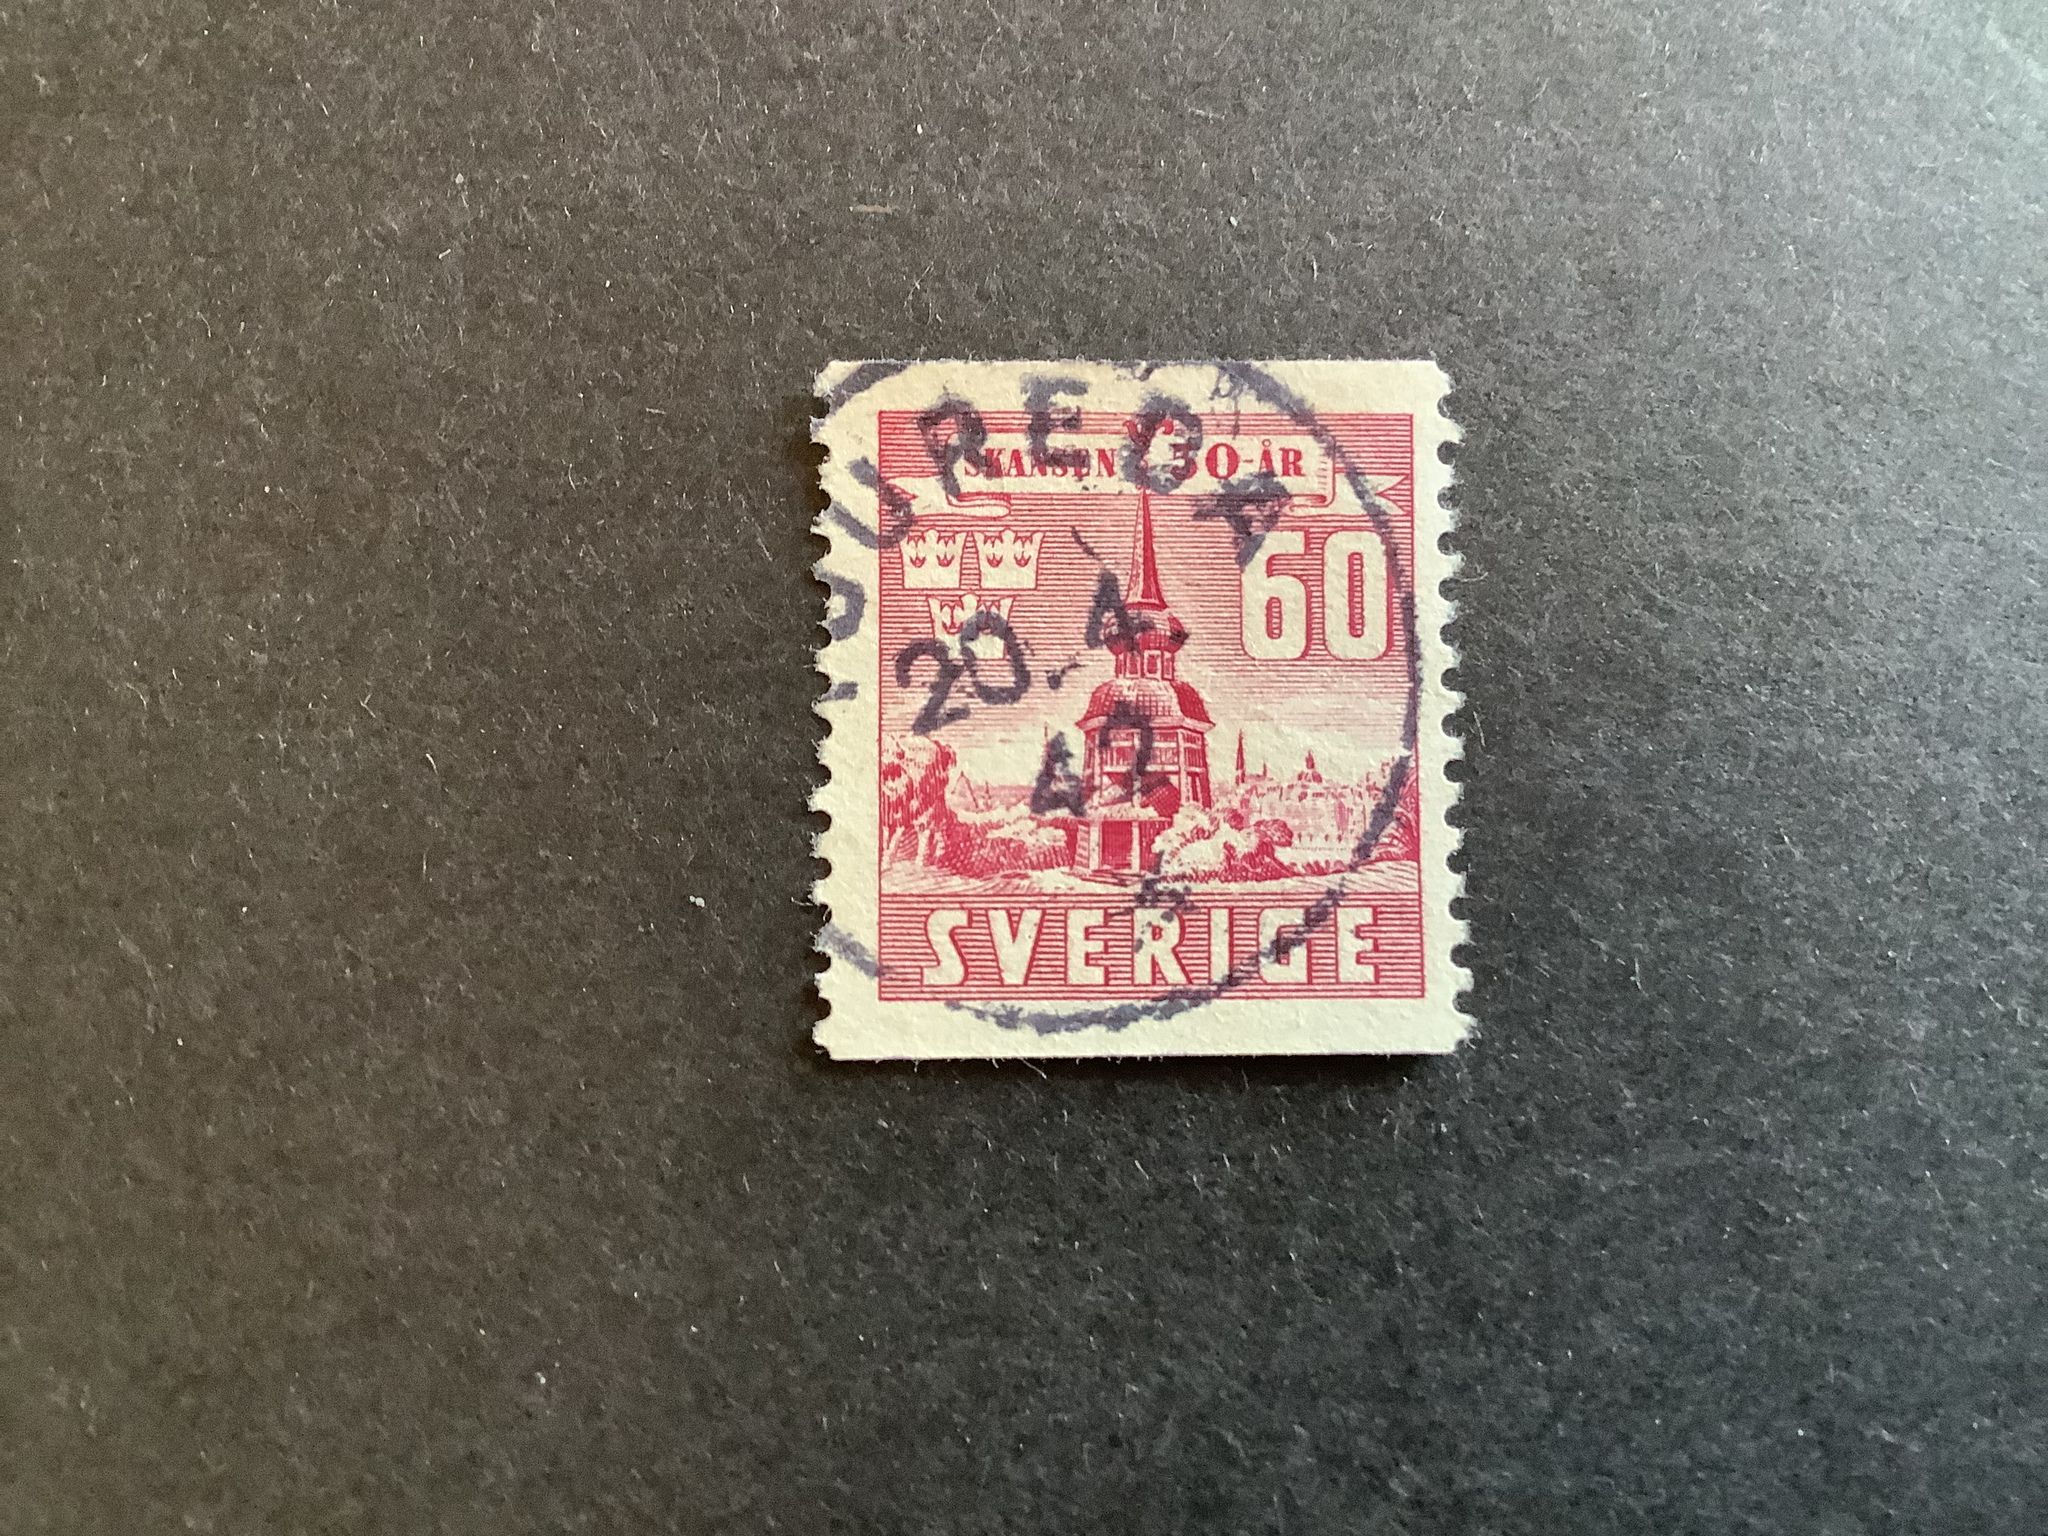 SKANSEN 50-ÅR
60
SVERIGE
20.4.
42